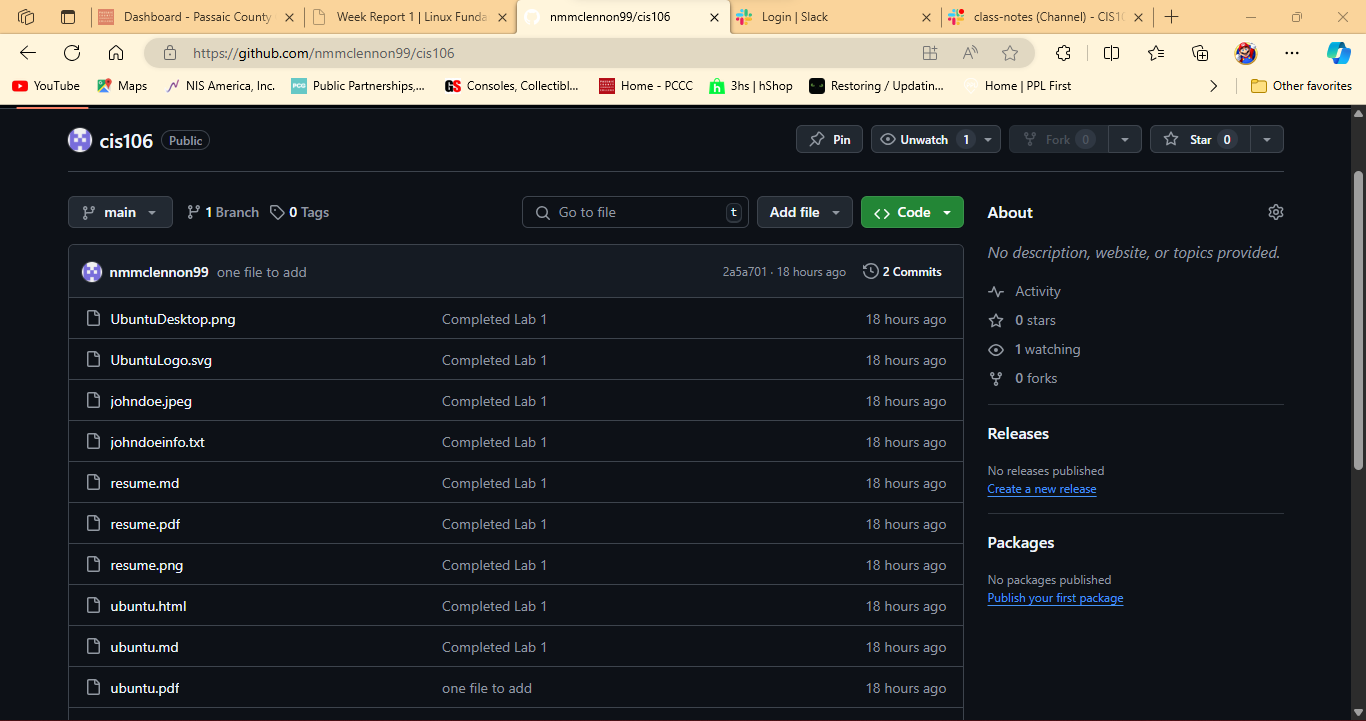 Dashboard - Passaic County
Week Report 1 | Linux Funda
nmmclennon99/cis106
Login | Slack
class-notes (Channel) - CIS10
https://github.com/nmmclennon99/cis106
YouTube
Maps
NIS America, Inc.
PCG
Public Partnerships,...
GS
Consoles, Collectibl...
Home - PCCC
h
3hs | hShop
Restoring / Updatin...
Home | PPL First
Other favorites
cis106
Public
Pin
Unwatch 1
Fork 0
Star 0
main
1 Branch
0 Tags
Go to file
t
Add file
<> Code
About
No description, website, or topics provided.
nmmclennon99 one file to add
2a5a701 · 18 hours ago
2 Commits
UbuntuDesktop.png Completed Lab 1 18 hours ago
UbuntuLogo.svg Completed Lab 1 18 hours ago
johndoe.jpeg Completed Lab 1 18 hours ago
johndoeinfo.txt Completed Lab 1 18 hours ago
resume.md Completed Lab 1 18 hours ago
resume.pdf Completed Lab 1 18 hours ago
resume.png Completed Lab 1 18 hours ago
ubuntu.html Completed Lab 1 18 hours ago
ubuntu.md Completed Lab 1 18 hours ago
ubuntu.pdf one file to add 18 hours ago
Activity
0 stars
1 watching
0 forks
Releases
No releases published
Create a new release
Packages
No packages published
Publish your first package